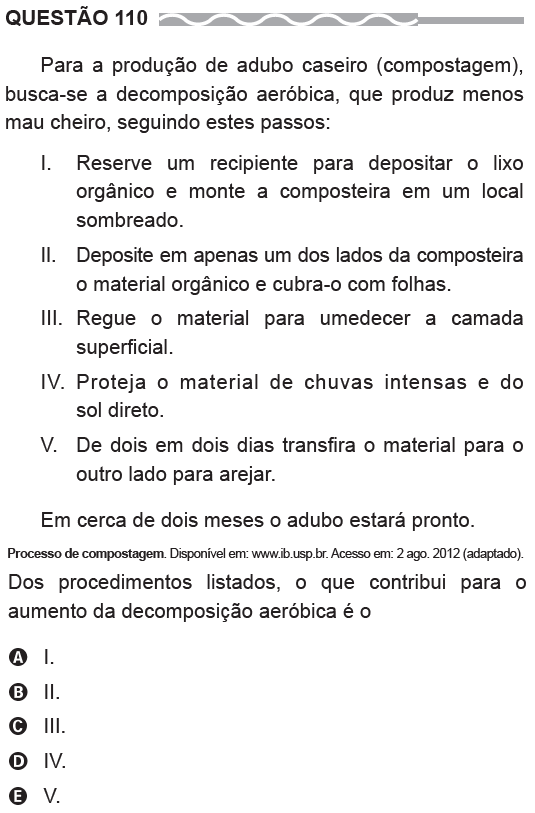 QUESTÃO 110
Para a produção de adubo caseiro (compostagem),
busca-se a decomposição aeróbica, que produz menos
mau cheiro, seguindo estes passos:
I. Reserve um recipiente para depositar o lixo
orgânico e monte a composteira em um local
sombreado.
II. Deposite em apenas um dos lados da composteira
o material orgânico e cubra-o com folhas.
III. Regue o material para umedecer a camada
superficial.
IV. Proteja o material de chuvas intensas e do
sol direto.
V. De dois em dois dias transfira o material para o
outro lado para arejar.
Em cerca de dois meses o adubo estará pronto.
Processo de compostagem. Disponível em: www.ib.usp.br. Acesso em: 2 ago. 2012 (adaptado).
Dos procedimentos listados, o que contribui para o
aumento da decomposição aeróbica é o
A I.
B II.
C III.
D IV.
E V.